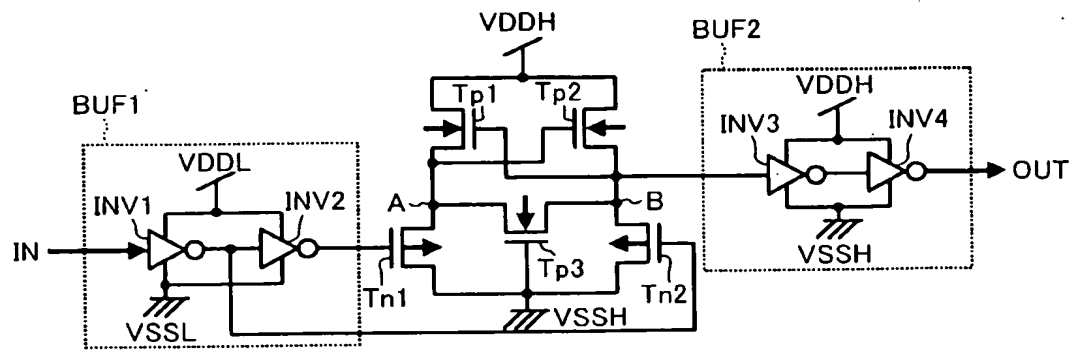 VDDH
BUF2
BUF1
Tp1
Tp2
VDDH
INV3
INV4
VDDL
INV1
INV2
A
B
OUT
IN
Tn1
Tp3
Tn2
VSSH
VSSL
VSSH